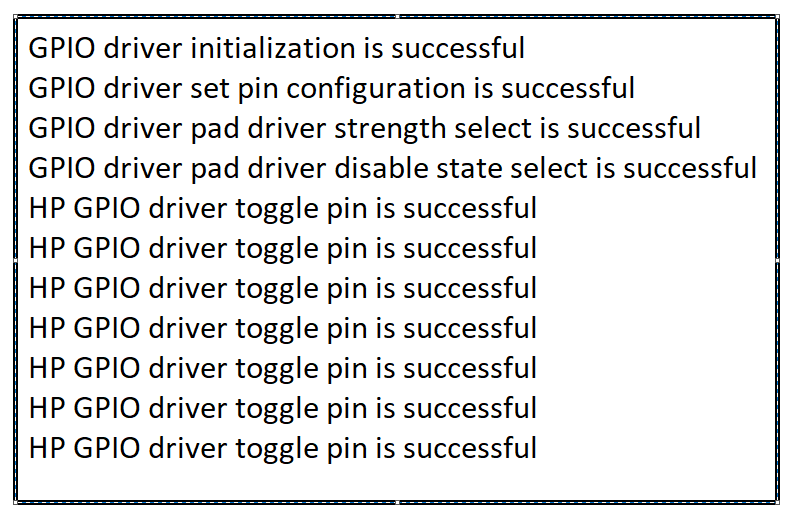 GPIO driver initialization is successful
GPIO driver set pin configuration is successful
GPIO driver pad driver strength select is successful
GPIO driver pad driver disable state select is successful
HP GPIO driver toggle pin is successful
HP GPIO driver toggle pin is successful
HP GPIO driver toggle pin is successful
HP GPIO driver toggle pin is successful
HP GPIO driver toggle pin is successful
HP GPIO driver toggle pin is successful
HP GPIO driver toggle pin is successful